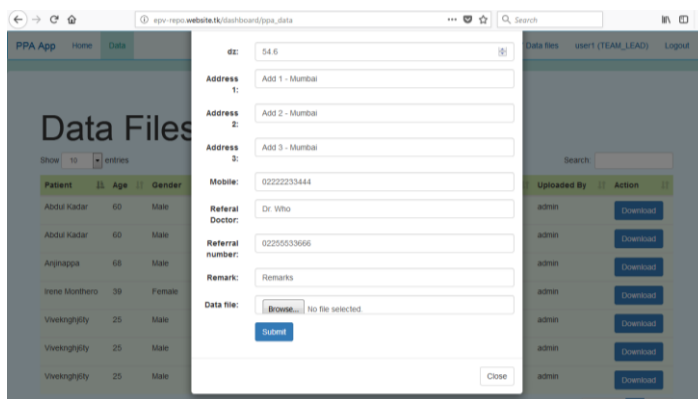 epv-repo.website.tk/dashboard/ppa_data
Search
PPA App Home Data Data files user1 (TEAM_LEAD) Logout
dz: 54.6
Address 1: Add 1 - Mumbai
Address 2: Add 2 - Mumbai
Address 3: Add 3 - Mumbai
Mobile: 02222233444
Referal Doctor: Dr. Who
Referral number: 02255533666
Remark: Remarks
Data file: Browse... No file selected.
Submit
Close
Data Files
Show 10 entries Search:
Patient Age Gender Uploaded By Action
Abdul Kadar 60 Male admin Download
Abdul Kadar 60 Male admin Download
Anjinappa 68 Male admin Download
Irene Monthero 39 Female admin Download
Viveknghj6ty 25 Male admin Download
Viveknghj6ty 25 Male admin Download
Viveknghj6ty 25 Male admin Download